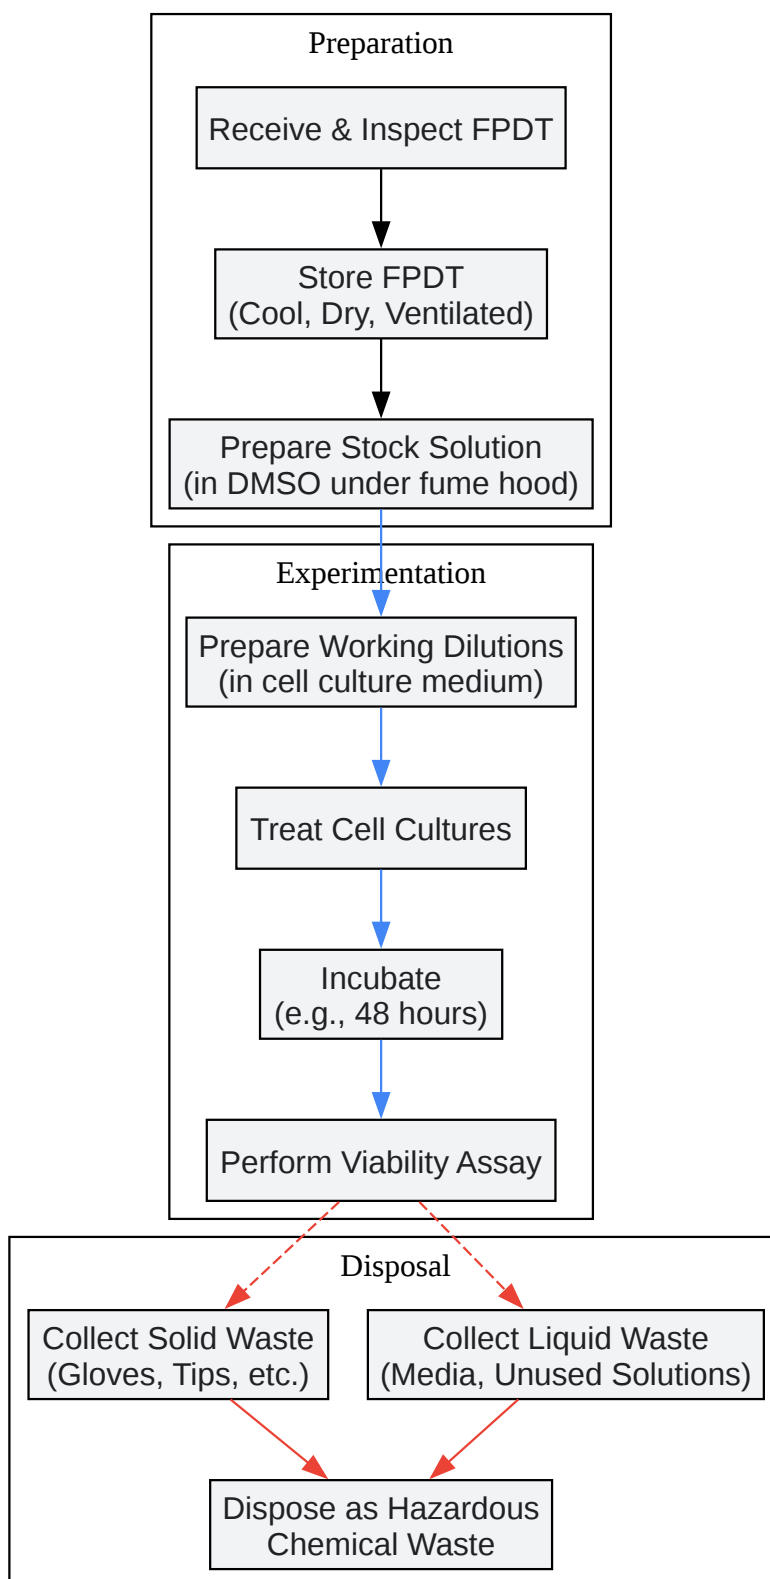 Preparation
Receive & Inspect FPDT
Store FPDT
(Cool, Dry, Ventilated)
Prepare Stock Solution
(in DMSO under fume hood)
Experimentation
Prepare Working Dilutions
(in cell culture medium)
Treat Cell Cultures
Incubate
(e.g., 48 hours)
Perform Viability Assay
Disposal
Collect Solid Waste
(Gloves, Tips, etc.)
Collect Liquid Waste
(Media, Unused Solutions)
Dispose as Hazardous
Chemical Waste